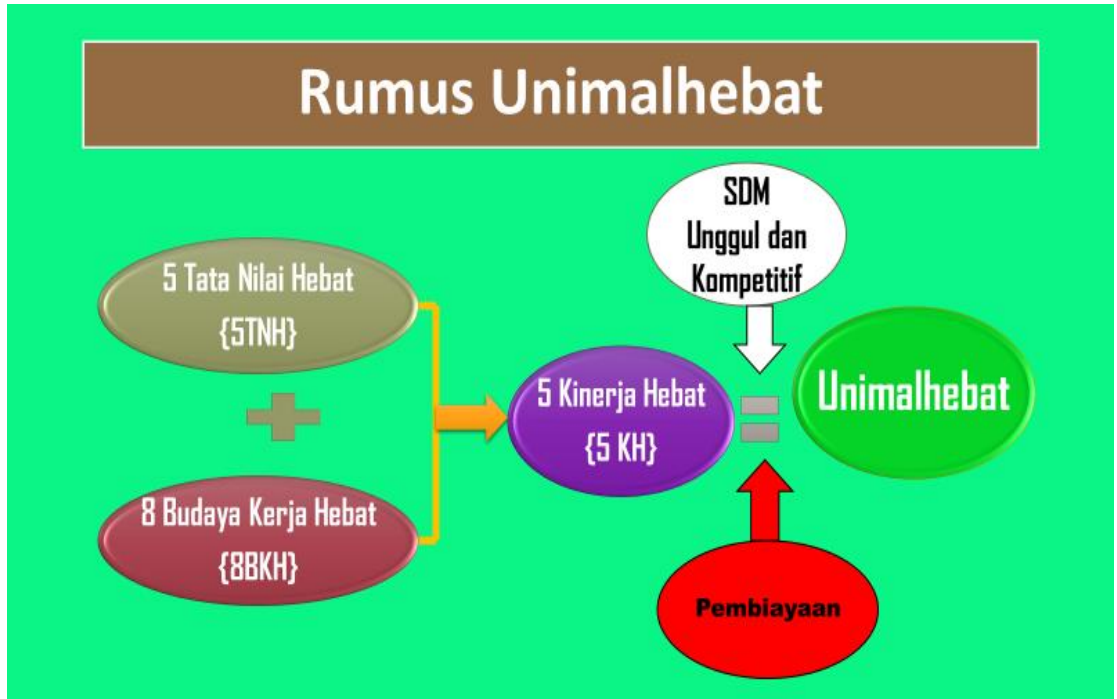 Rumus Unimalhebat
SDM
Unggul dan
Kompetitif
5 Tata Nilai Hebat
{5TNH}
5 Kinerja Hebat
{5 KH}
Unimalhebat
8 Budaya Kerja Hebat
{8BKH}
Pembiayaan